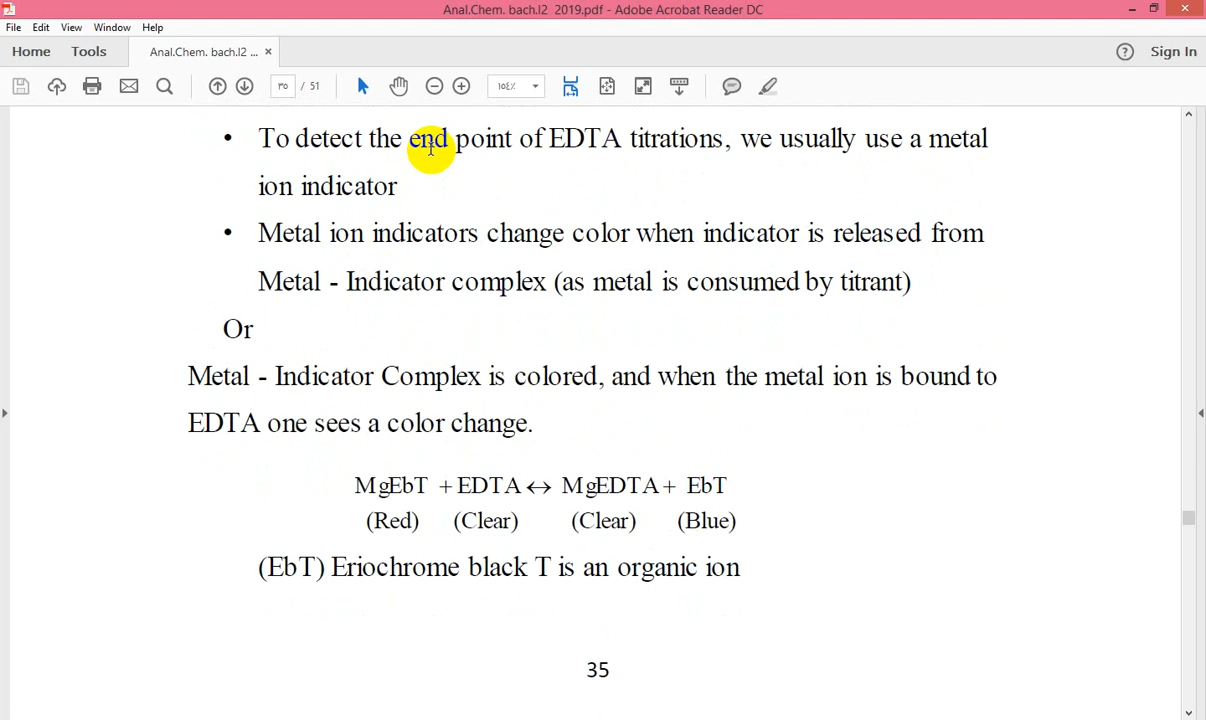 Anal.Chem. bach.l2  2019.pdf - Adobe Acrobat Reader DC
File Edit View Window Help
Home Tools Anal.Chem. bach.l2 ... × ? Sign In
٣٥ / 51 ١٥٤٪
• To detect the end point of EDTA titrations, we usually use a metal
ion indicator
• Metal ion indicators change color when indicator is released from
Metal - Indicator complex (as metal is consumed by titrant)
Or
Metal - Indicator Complex is colored, and when the metal ion is bound to
EDTA one sees a color change.
MgEbT + EDTA ↔ MgEDTA + EbT
(Red) (Clear) (Clear) (Blue)
(EbT) Eriochrome black T is an organic ion
35